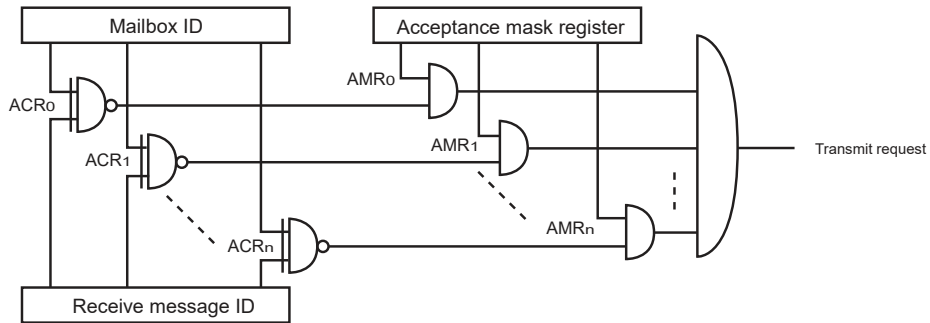 Mailbox ID
Acceptance mask register
AMR0
ACR0
AMR1
ACR1
Transmit request
AMRn
ACRn
Receive message ID